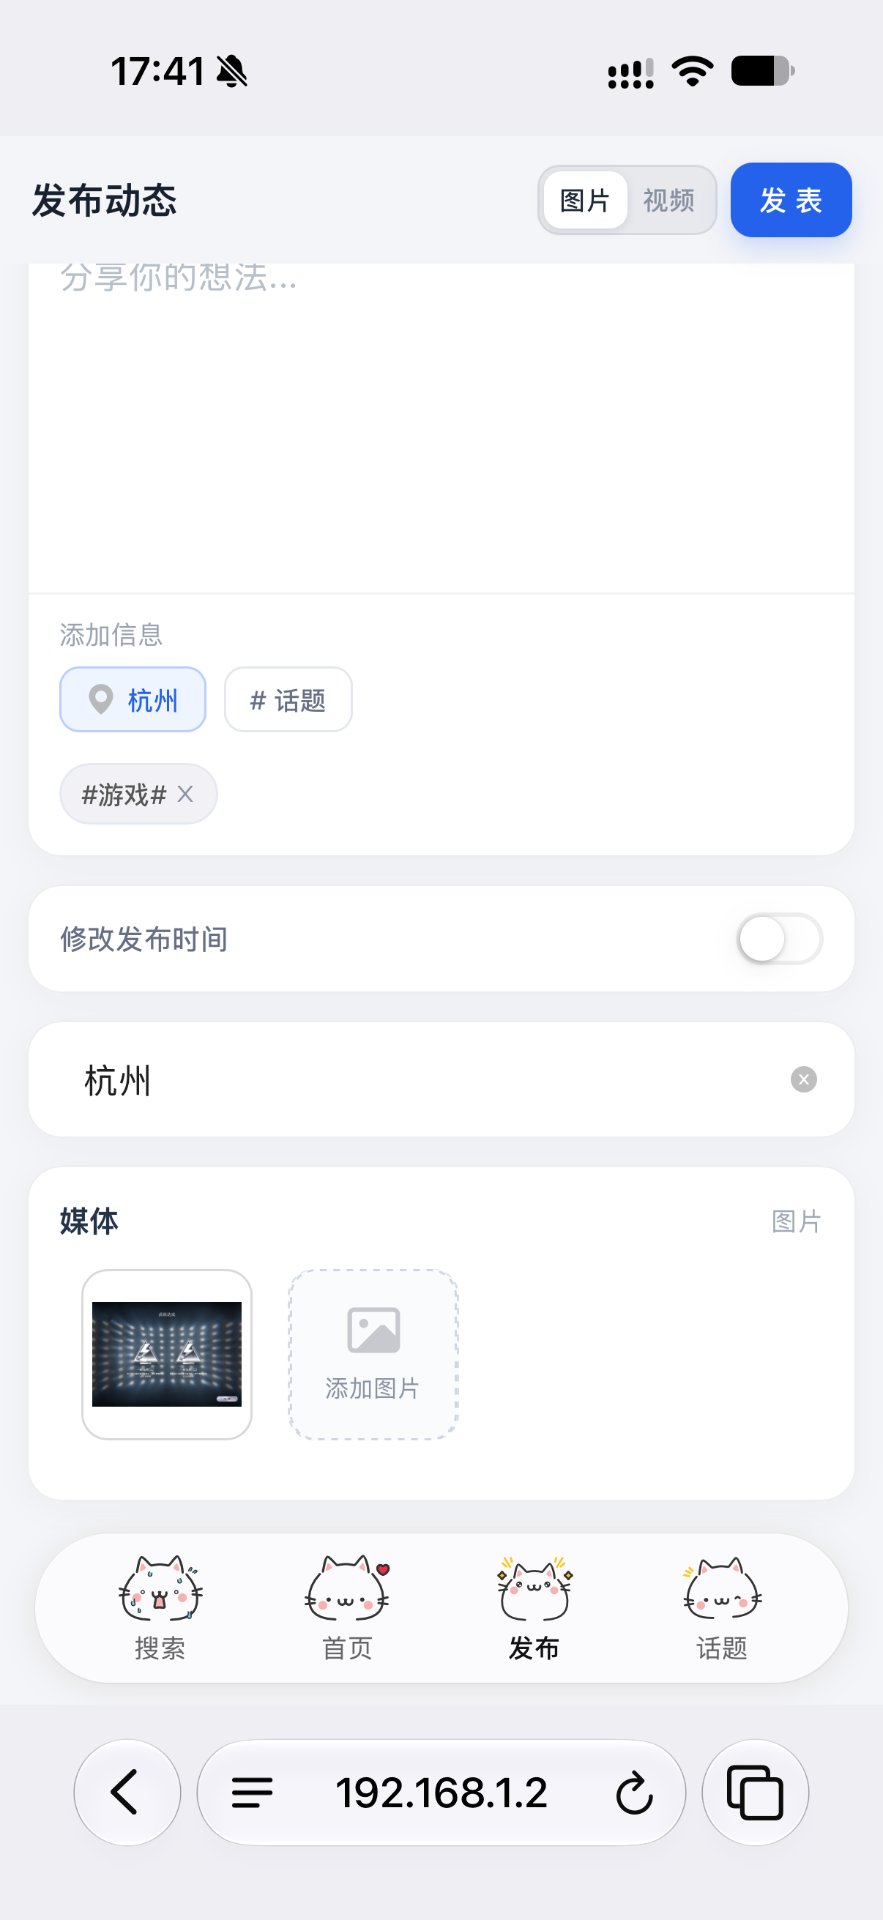 17:41
发布动态
图片 视频
发 表
分享你的想法...
添加信息
杭州
# 话题
#游戏# X
修改发布时间
杭州
媒体
图片
添加图片
搜索
首页
发布
话题
192.168.1.2